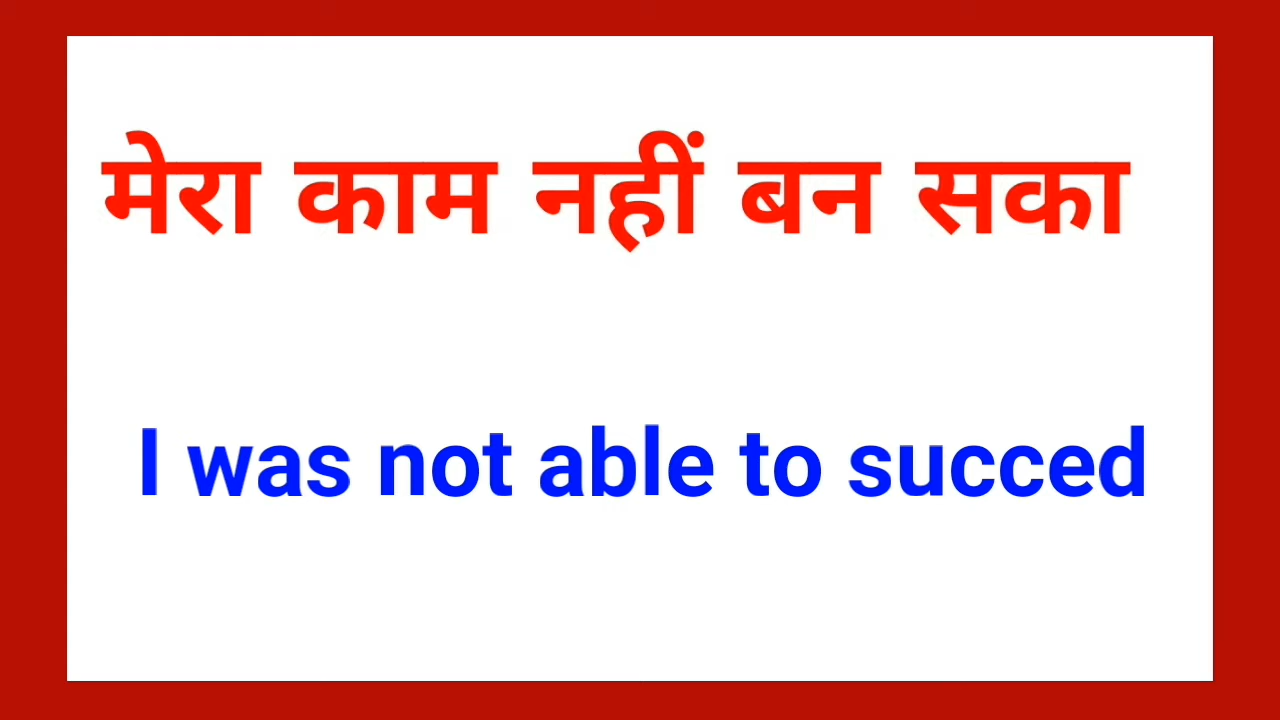 मेरा काम नहीं बन सका
I was not able to succed